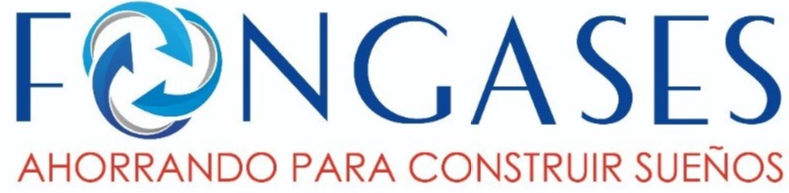 FONGASES
AHORRANDO PARA CONSTRUIR SUEÑOS